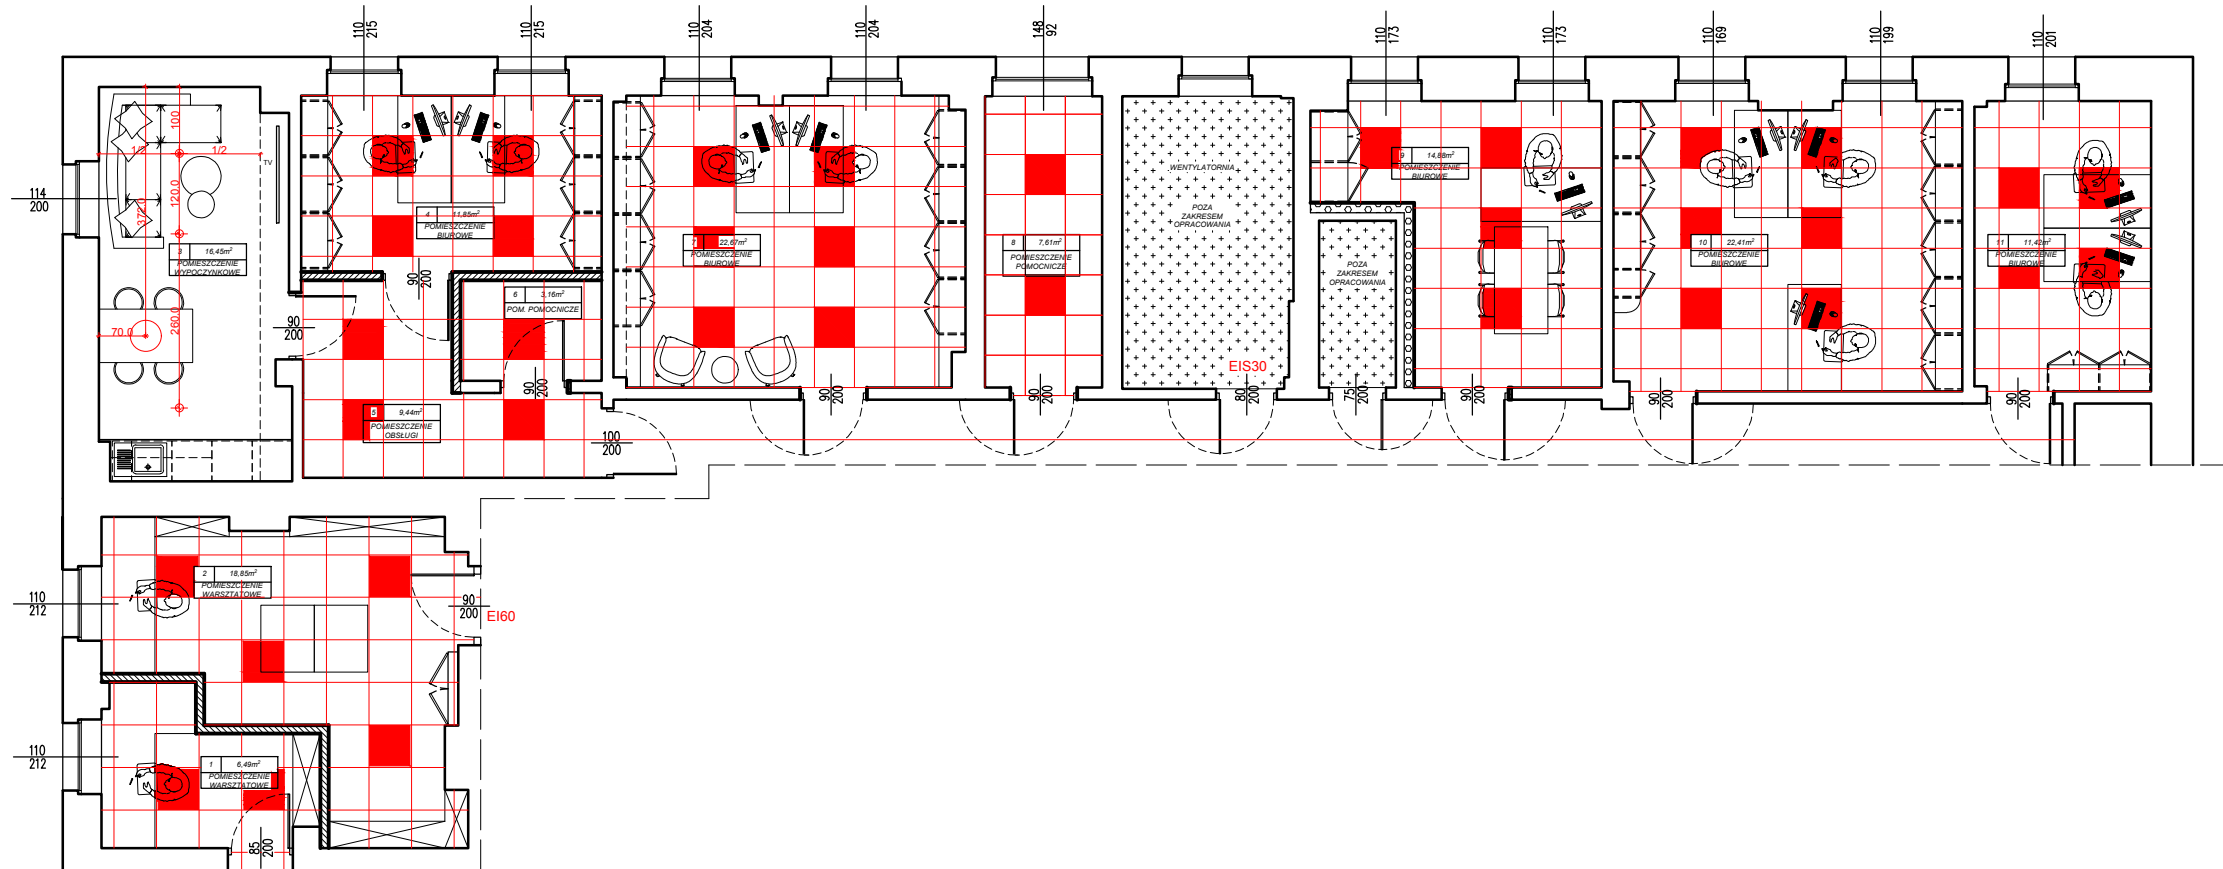 110
215
110
215
110
204
110
204
148
92
110
173
110
173
110
169
110
199
110
201
114
200
100
1/2
1/2
TV
120.0
372.0
3 16,45m²
POMIESZCZENIE
WYPOCZYNKOWE
70.0
260.0
4 11,85m²
POMIESZCZENIE
BIUROWE
90
200
90
200
6 3,16m²
POM. POMOCNICZE
90
200
5 9,44m²
POMIESZCZENIE
OBSŁUGI
100
200
7 22,67m²
POMIESZCZENIE
BIUROWE
90
200
8 7,61m²
POMIESZCZENIE
POMOCNICZE
90
200
WENTYLATORNIA
POZA
ZAKRESEM
OPRACOWANIA
EIS30
80
200
POZA
ZAKRESEM
OPRACOWANIA
75
200
9 14,88m²
POMIESZCZENIE
BIUROWE
90
200
10 22,41m²
POMIESZCZENIE
BIUROWE
90
200
11 11,42m²
POMIESZCZENIE
BIUROWE
90
200
110
212
2 18,85m²
POMIESZCZENIE
WARSZTATOWE
90
200
EI60
110
212
1 6,49m²
POMIESZCZENIE
WARSZTATOWE
85
200